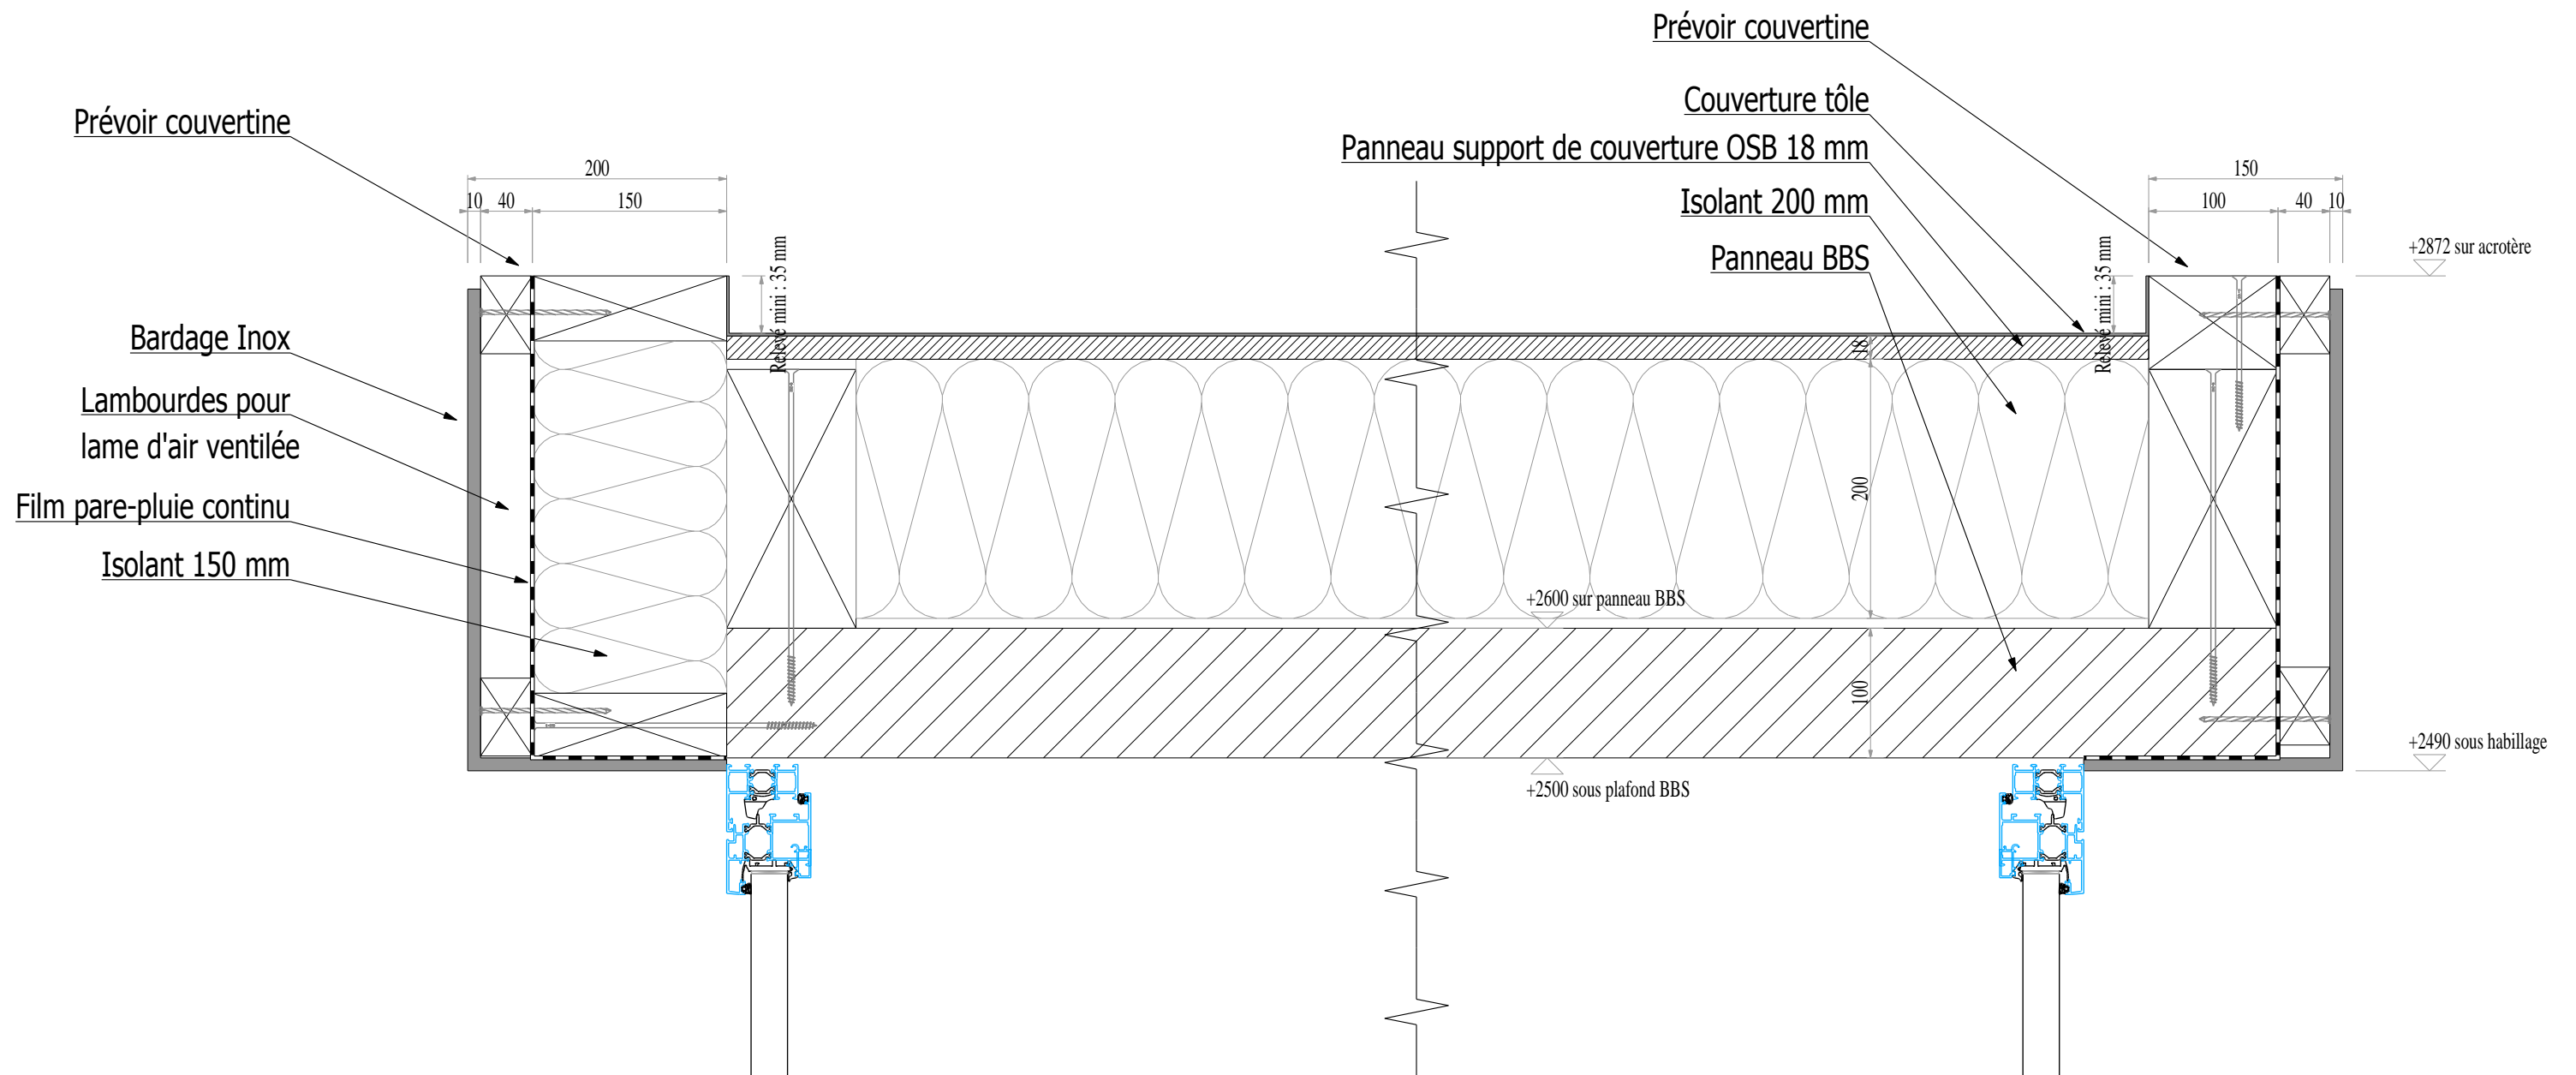 Prévoir couvertine
Couverture tôle
Panneau support de couverture OSB 18 mm
Isolant 200 mm
Panneau BBS
Prévoir couvertine
Bardage Inox
Lambourdes pour
lame d'air ventilée
Film pare-pluie continu
Isolant 150 mm
200
10 40 150
150
100 40 10
Relevé mini : 35 mm
Relevé mini : 35 mm
+2872 sur acrotère
18
200
+2600 sur panneau BBS
100
+2490 sous habillage
+2500 sous plafond BBS